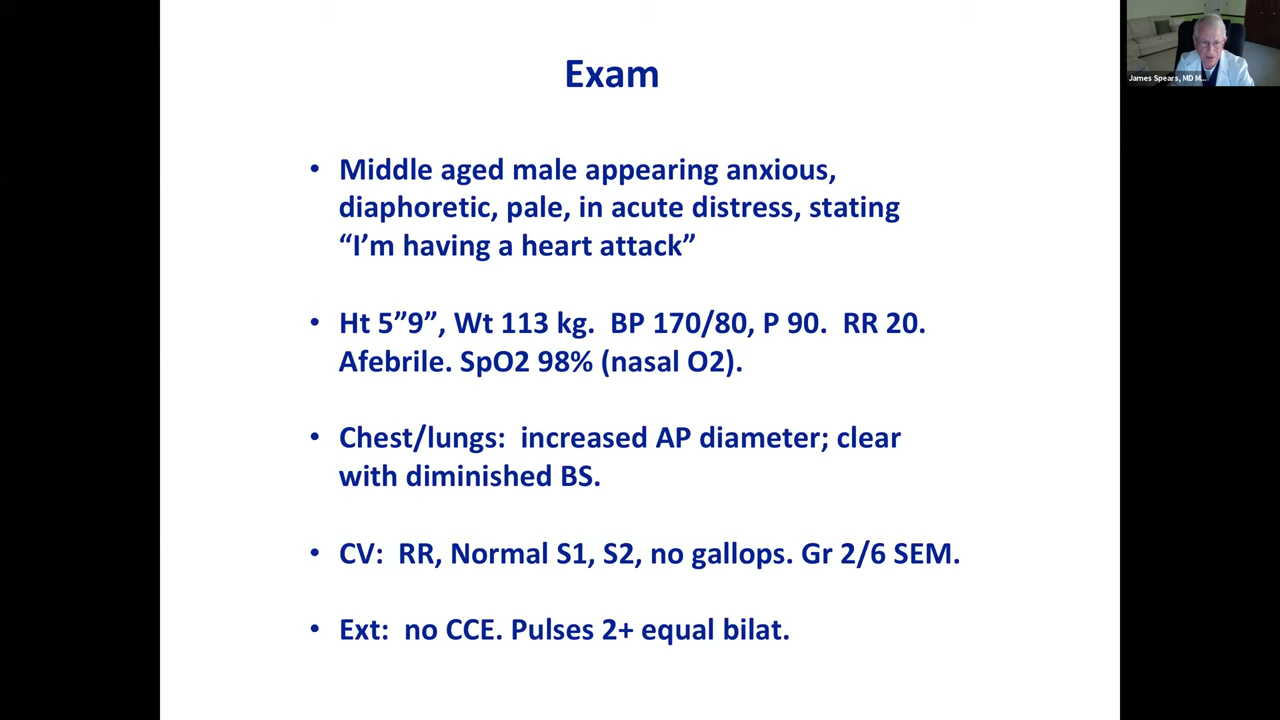 Exam
• Middle aged male appearing anxious,
diaphoretic, pale, in acute distress, stating
“I’m having a heart attack”
• Ht 5”9”, Wt 113 kg.  BP 170/80, P 90.  RR 20.
Afebrile. SpO2 98% (nasal O2).
• Chest/lungs:  increased AP diameter; clear
with diminished BS.
• CV:  RR, Normal S1, S2, no gallops. Gr 2/6 SEM.
• Ext:  no CCE. Pulses 2+ equal bilat.
James Spears, MD M...